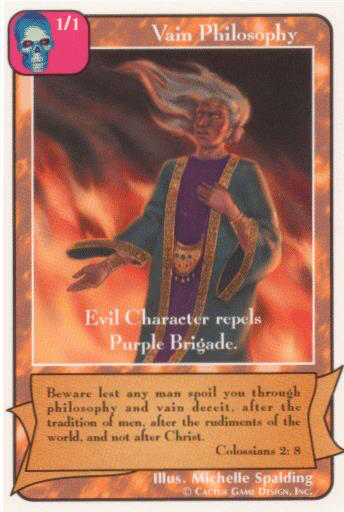 1/1
Vain Philosophy
Evil Character repels
Purple Brigade.
Beware lest any man spoil you through
philosophy and vain deceit, after the
tradition of men, after the rudiments of the
world, and not after Christ.
Colossians 2: 8
Illus. Michelle Spalding
© Cactus Game Design, Inc.